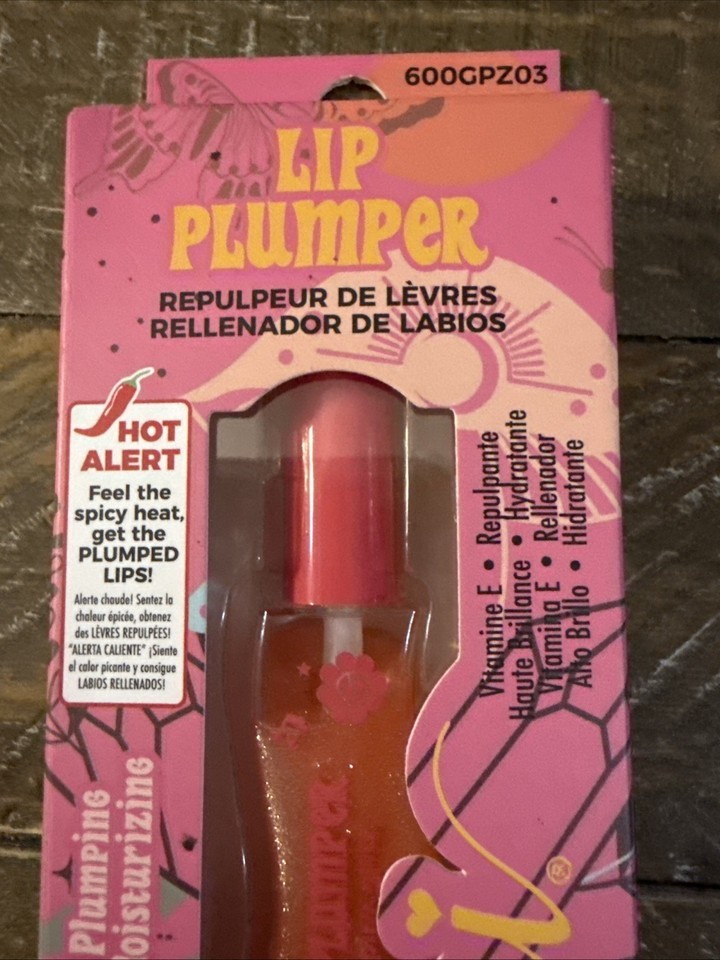 600GPZ03
LIP
PLUMPER
REPULPEUR DE LÈVRES
RELLENADOR DE LABIOS
HOT
ALERT
Feel the
spicy heat,
get the
PLUMPED
LIPS!
Alerte chaude! Sentez la
chaleur épicée, obtenez
des LÈVRES REPULPÉES!
"ALERTA CALIENTE" ¡Siente
el calor picante y consigue
LABIOS RELLENADOS!
Vitamine E • Repulpante
Haute Brillance • Hydratante
Vitamina E • Rellenador
Alto Brillo • Hidratante
Plumping